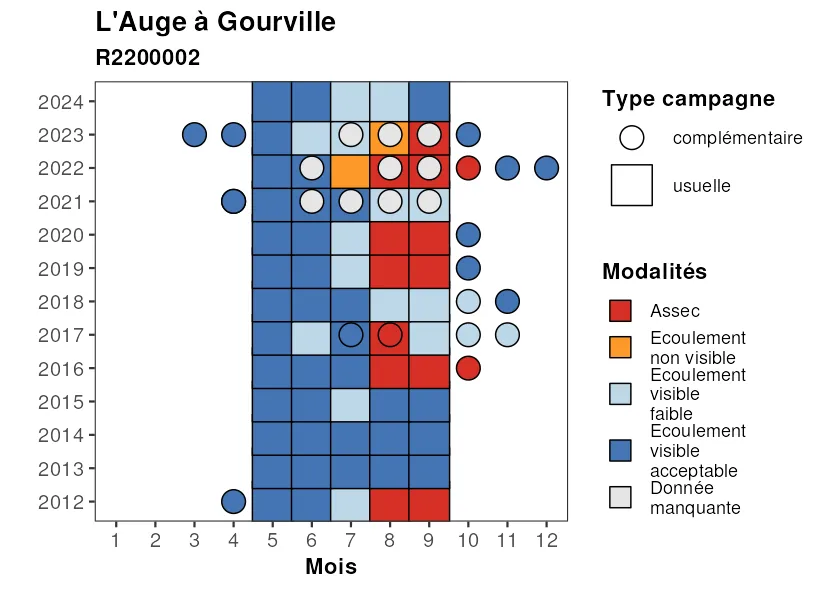 L'Auge à Gourville
R2200002
2024
2023
2022
2021
2020
2019
2018
2017
2016
2015
2014
2013
2012
1 2 3 4 5 6 7 8 9 10 11 12
Mois
Type campagne
complémentaire
usuelle
Modalités
Assec
Ecoulement
non visible
Ecoulement
visible
faible
Ecoulement
visible
acceptable
Donnée
manquante